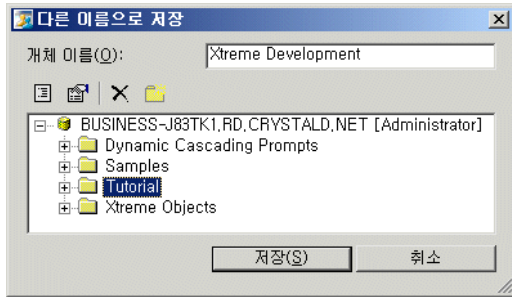 다른 이름으로 저장
개체 이름(O): Xtreme Development
BUSINESS-J83TK1,RD,CRYSTALD,NET [Administrator]
Dynamic Cascading Prompts
Samples
Tutorial
Xtreme Objects
저장(S) 취소